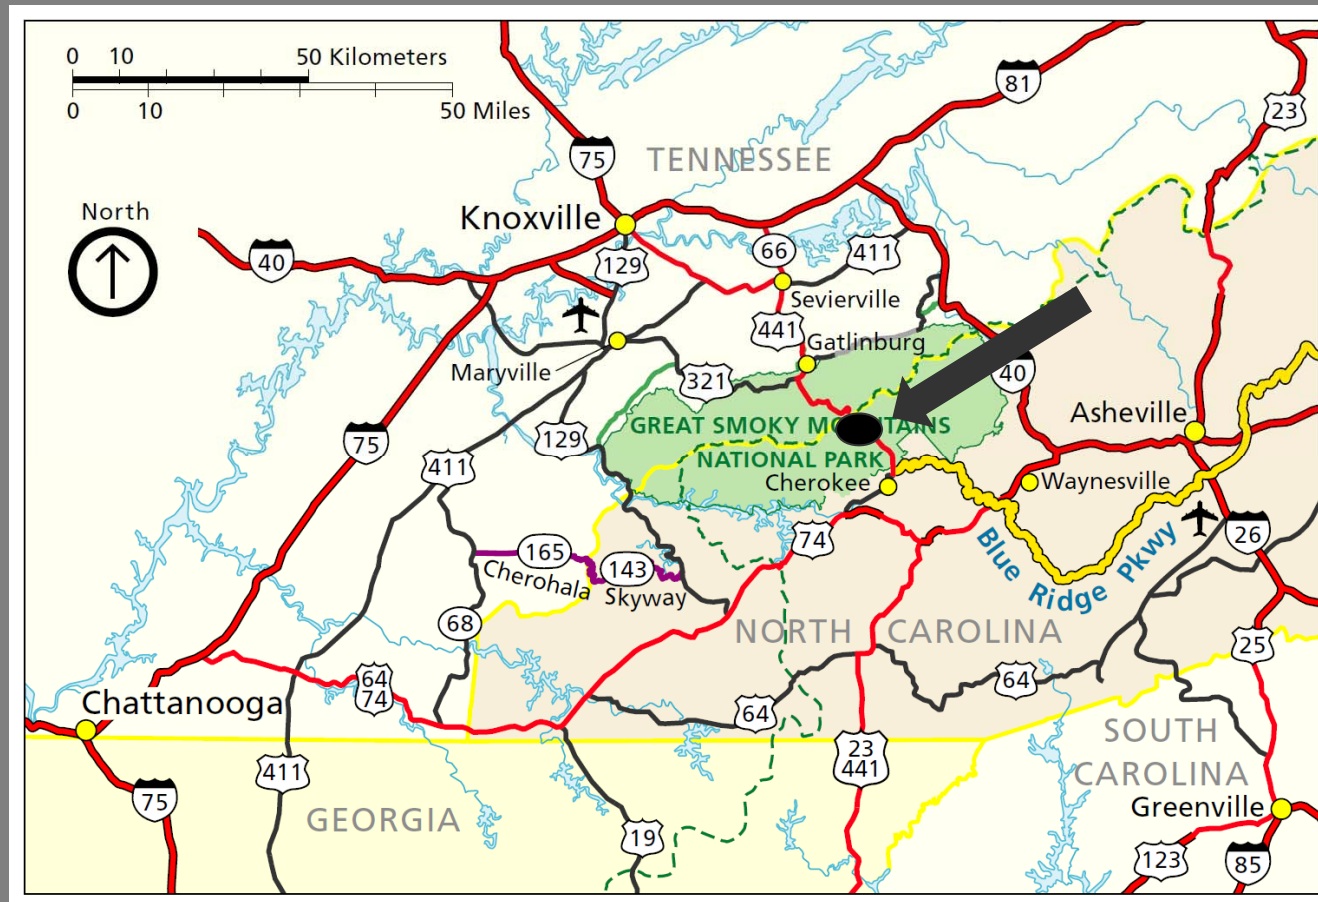 0 10 50 Kilometers
0 10 50 Miles
North
TENNESSEE
81
23
75
Knoxville
40
129
66
411
Sevierville
441
Gatlinburg
Maryville
321
40
GREAT SMOKY M TAINS
NATIONAL PARK
Cherokee
Asheville
Waynesville
75
129
411
74
26
Blue Ridge Pkwy
165
143
Cherohala Skyway
68
NORTH CAROLINA
25
64
74
64
64
Chattanooga
23
441
SOUTH
CAROLINA
411
75
GEORGIA
19
Greenville
123
85